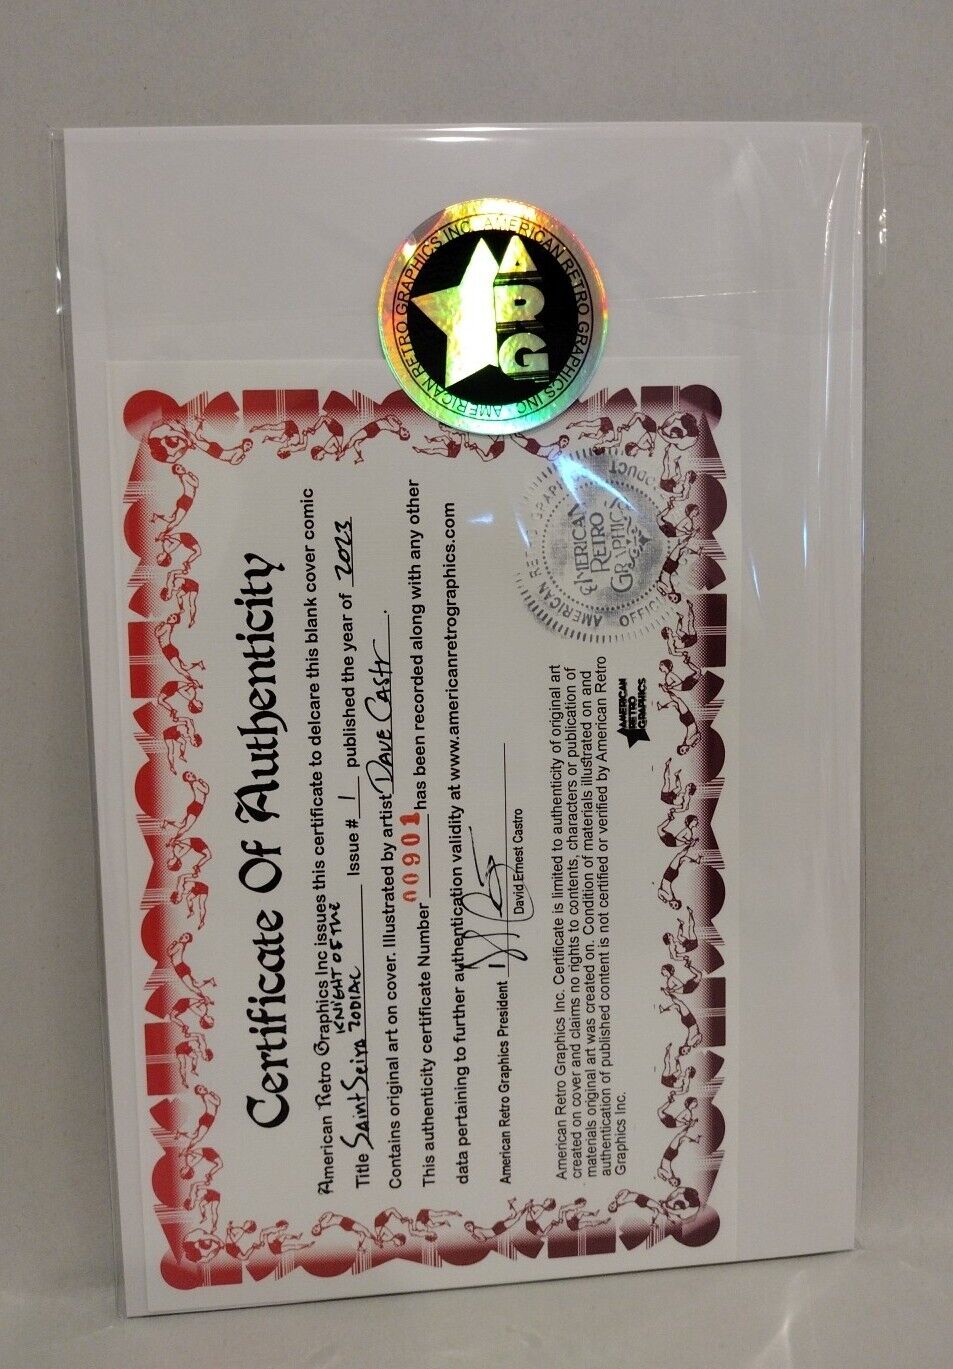 Certificate Of Authenticity
American Retro Graphics Inc issues this certificate to delcare this blank cover comic
KNIGHT OF THE
Title Saint Seiya ZODIAC Issue # 1 published the year of 2023
Contains original art on cover. Illustrated by artist DAVE CASTR.
This authenticity certificate Number 00901 has been recorded along with any other
data pertaining to further authentication validity at www.americanretrographics.com
American Retro Graphics President
David Ernest Castro
American Retro Graphics Inc. Certificate is limited to authenticity of original art
created on cover and claims no rights to contents, characters or publication of
materials original art was created on. Condition of materials illustrated on and
authentication of published content is not certified or verified by American Retro
Graphics Inc.
AMERICAN
RETRO
GRAPHICS
AMERICAN
RETRO
GRAPHICS
AMERICAN RETRO GRAPHICS INC. AMERICAN RETRO GRAPHICS INC.
ARG